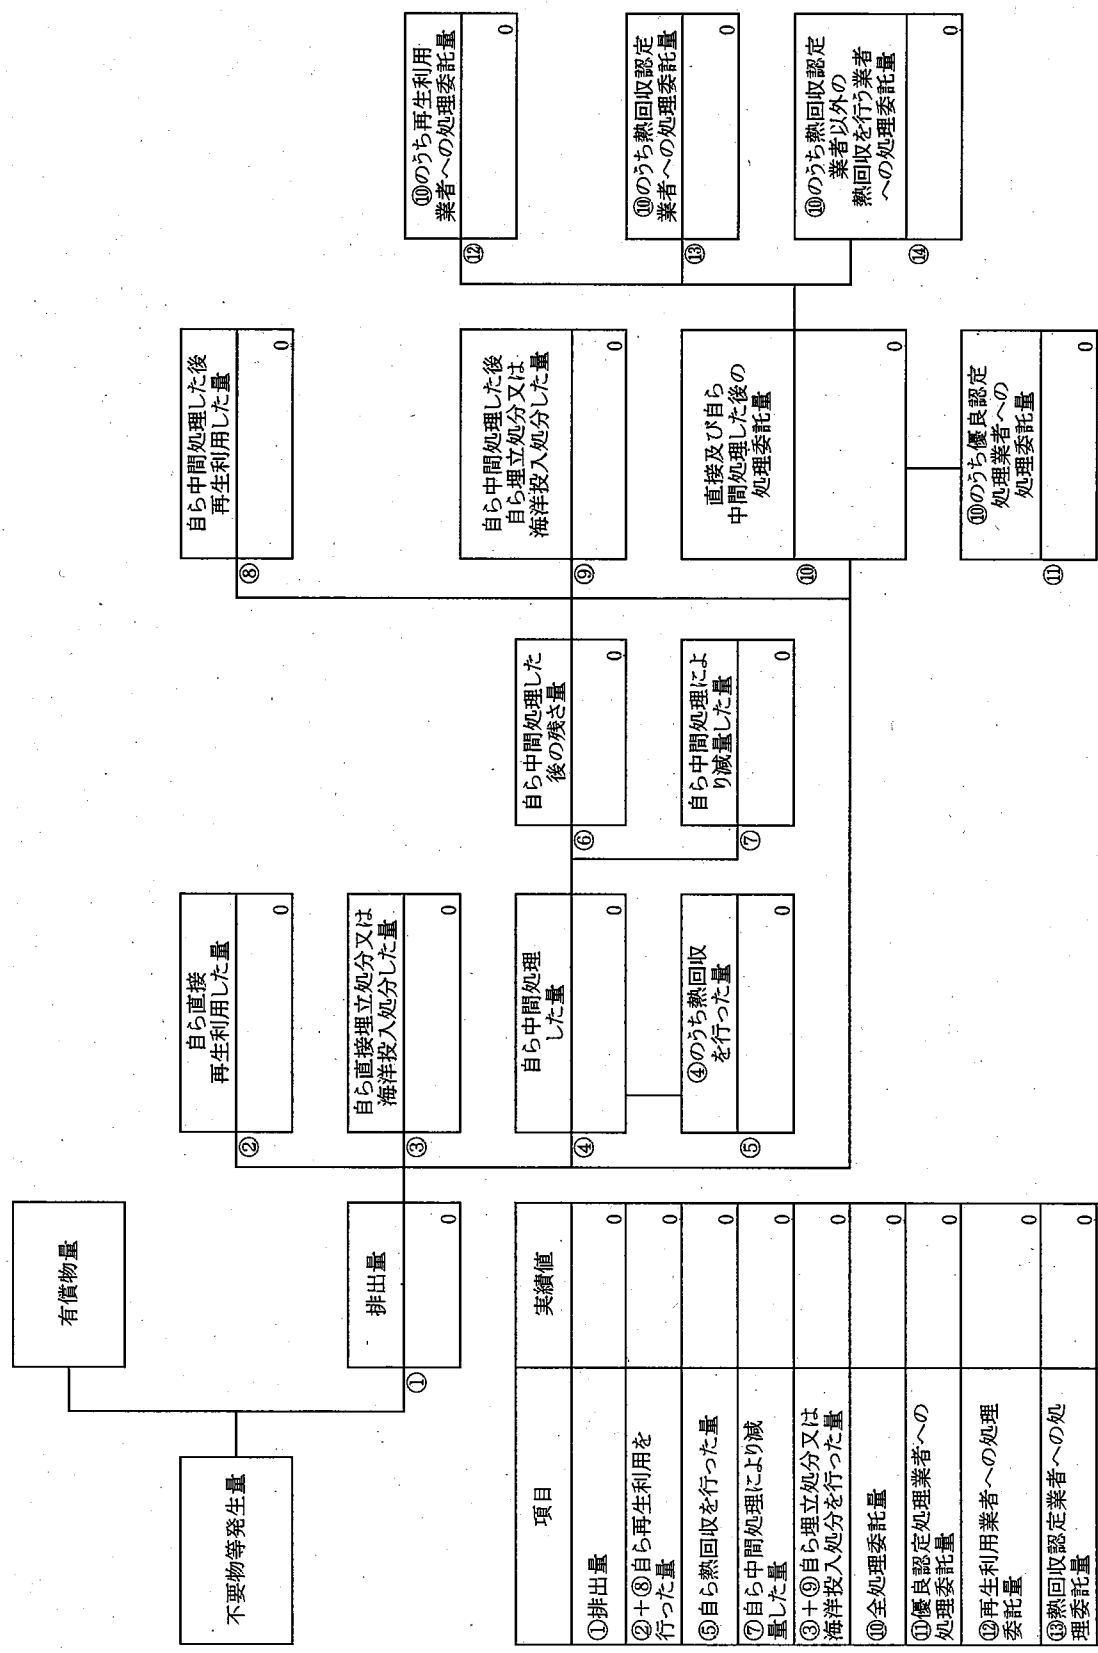 不要物等発生量
有償物量
①
排出量
0
②
自ら直接
再生利用した量
0
③
自ら直接埋立処分又は
海洋投入処分した量
0
④
自ら中間処理
した量
0
⑤
④のうち熱回収
を行った量
0
⑥
自ら中間処理した
後の残さ量
0
⑦
自ら中間処理によ
り減量した量
0
⑧
自ら中間処理した後
再生利用した量
0
⑨
自ら中間処理した後
自ら埋立処分又は
海洋投入処分した量
0
⑩
直接及び自ら
中間処理した後の
処理委託量
0
⑪
⑩のうち優良認定
処理業者への
処理委託量
0
⑫
⑩のうち再生利用
業者への処理委託量
0
⑬
⑩のうち熱回収認定
業者への処理委託量
0
⑭
⑩のうち熱回収認定
業者以外の
熱回収を行う業者
への処理委託量
0
項目
実績値
①排出量
0
②+⑧自ら再生利用を
行った量
0
⑤自ら熱回収を行った量
0
⑦自ら中間処理により減
量した量
0
③+⑨自ら埋立処分又は
海洋投入処分を行った量
0
⑩全処理委託量
0
⑪優良認定処理業者への
処理委託量
0
⑫再生利用業者への処理
委託量
0
⑬熱回収認定業者への処
理委託量
0